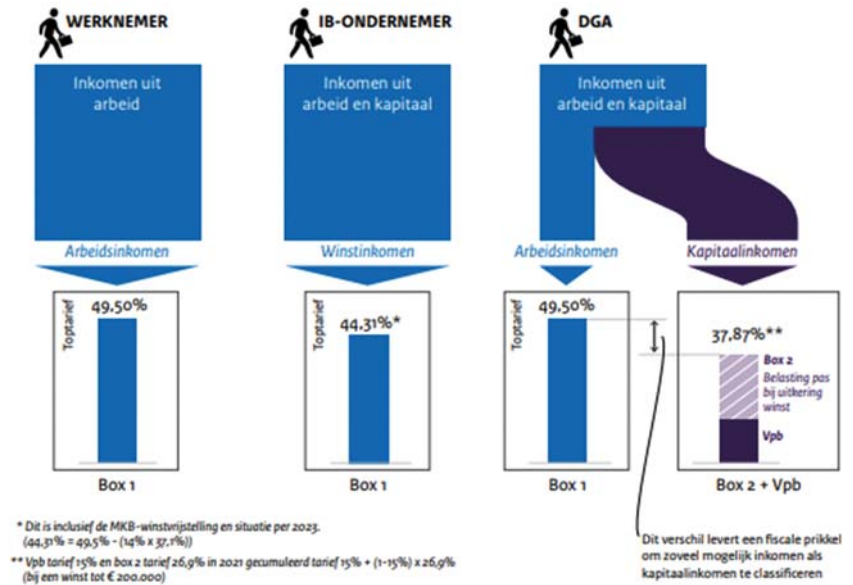 WERKNEMER
Inkomen uit
arbeid
Arbeidsinkomen
Toptarief
49,50%
Box 1
IB-ONDERNEMER
Inkomen uit
arbeid en kapitaal
Winstinkomen
Toptarief
44,31%*
Box 1
DGA
Inkomen uit
arbeid en kapitaal
Arbeidsinkomen
Toptarief
49,50%
Box 1
Kapitaalinkomen
37,87%**
Box 2
Belasting pas
bij uitkering
winst
Vpb
Box 2 + Vpb
* Dit is inclusief de MKB-winstvrijstelling en situatie per 2023.
(44,31% = 49,5% - (14% x 37,1%))
** Vpb tarief 15% en box 2 tarief 26,9% in 2021 gecumuleerd tarief 15% + (1-15%) x 26,9%
(bij een winst tot € 200.000)
Dit verschil levert een fiscale prikkel
om zoveel mogelijk inkomen als
kapitaalinkomen te classificeren